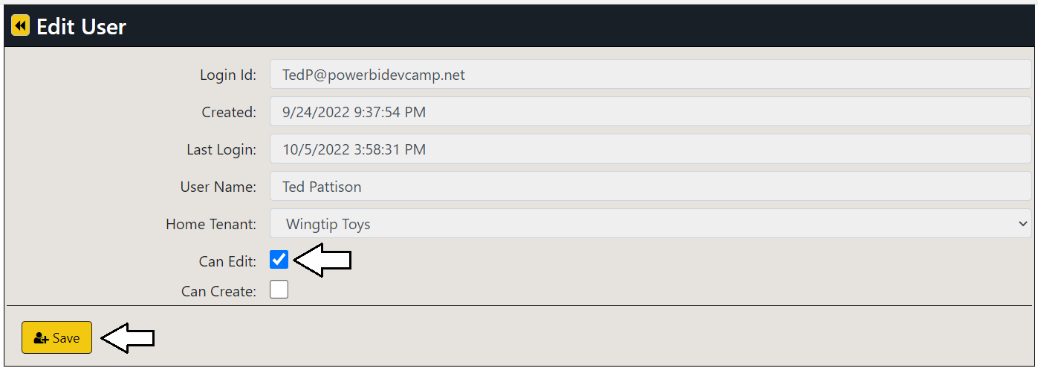 Edit User
Login Id: TedP@powerbidevcamp.net
Created: 9/24/2022 9:37:54 PM
Last Login: 10/5/2022 3:58:31 PM
User Name: Ted Pattison
Home Tenant: Wingtip Toys
Can Edit:
Can Create:
Save